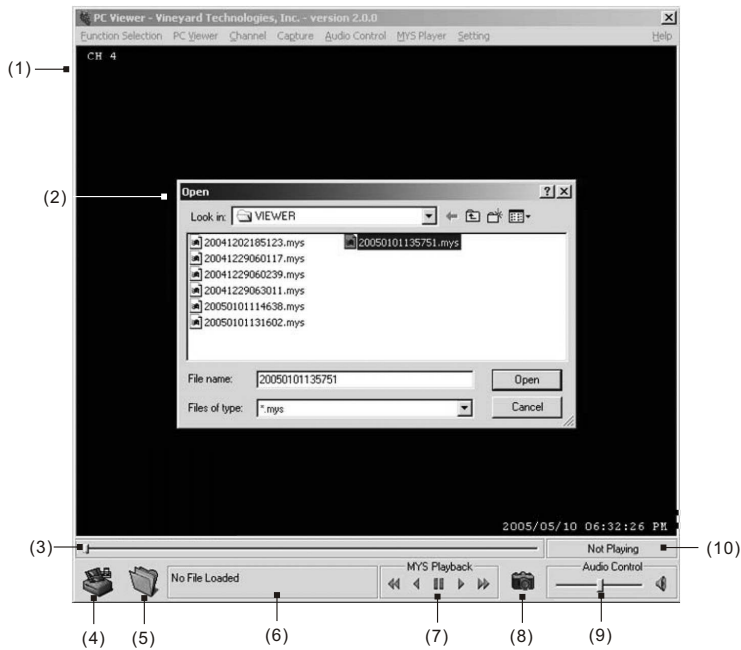 PC Viewer - Vineyard Technologies, Inc. - version 2.0.0
Function Selection PC Viewer Channel Capture Audio Control MYS Player Setting Help
(1)
CH 4
(2)
Open
Look in: VIEWER
20041202185123.mys 20050101135751.mys
20041229060117.mys
20041229060239.mys
20041229063011.mys
20050101114638.mys
20050101131602.mys
File name: 20050101135751 Open
Files of type: *.mys Cancel
2005/05/10 06:32:26 PM
(3) Not Playing (10)
No File Loaded MYS Playback Audio Control
(4) (5) (6) (7) (8) (9)